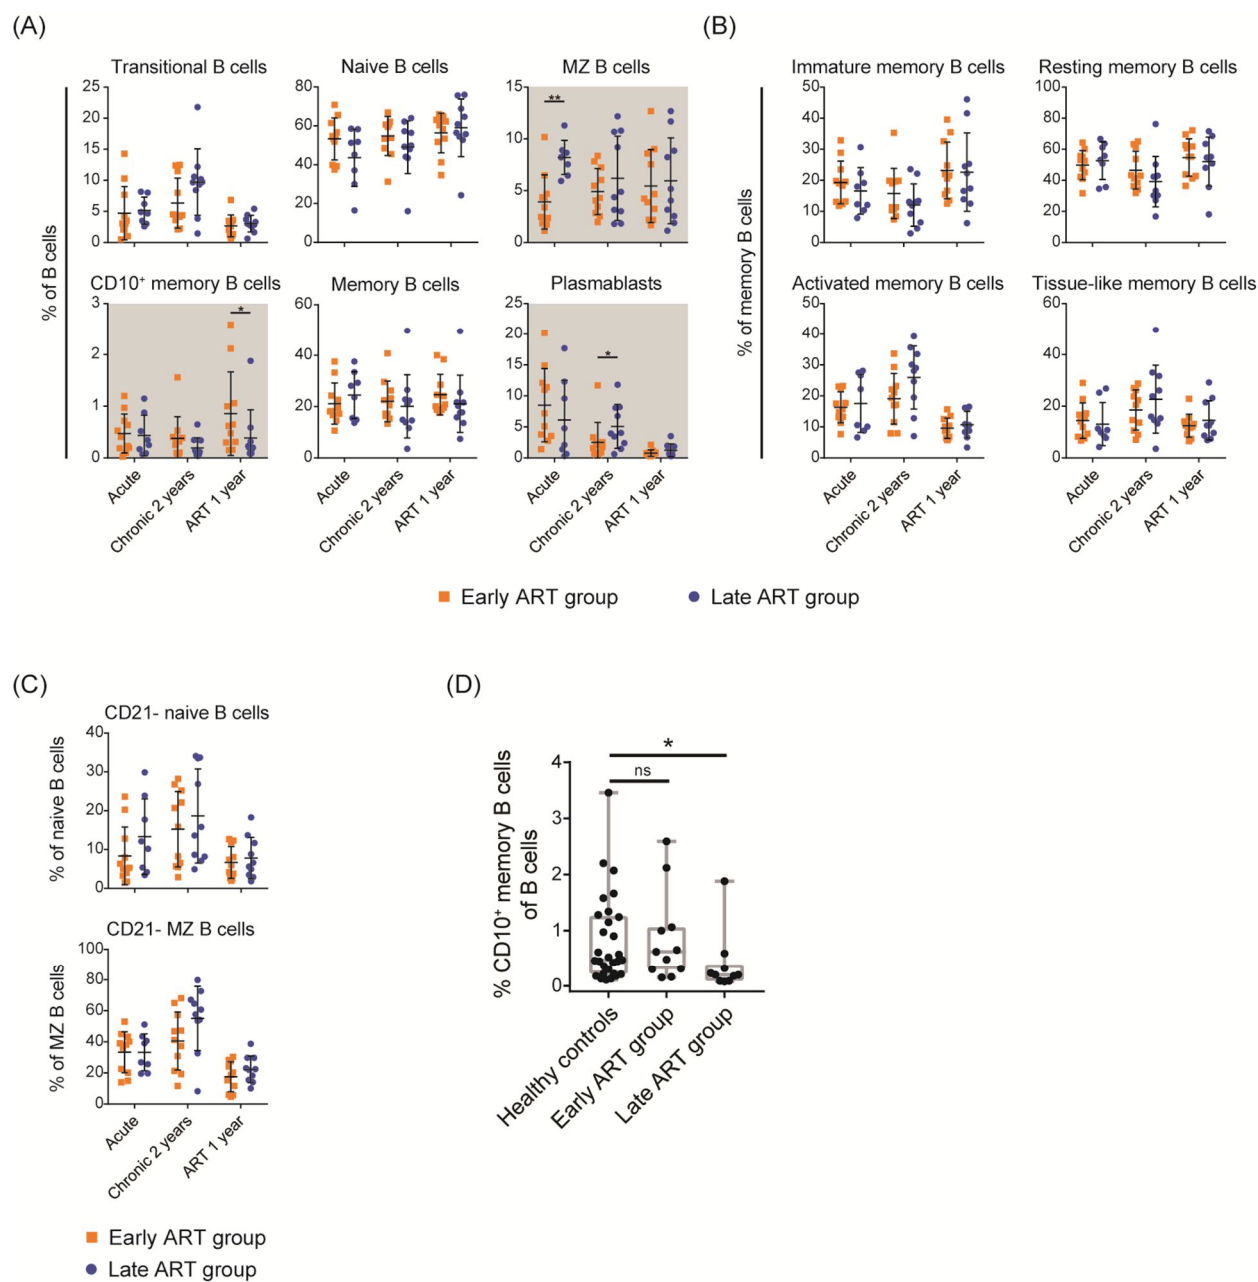 (A)
(B)
Transitional B cells
Naive B cells
MZ B cells
Immature memory B cells
Resting memory B cells
25
20
15
10
5
0
80
60
40
20
0
15
10
5
0
**
50
40
30
20
10
0
100
80
60
40
20
0
% of B cells
% of memory B cells
CD10+ memory B cells
Memory B cells
Plasmablasts
Activated memory B cells
Tissue-like memory B cells
3
2
1
0
*
60
40
20
0
25
20
15
10
5
0
*
50
40
30
20
10
0
60
40
20
0
Acute
Chronic 2 years
ART 1 year
Acute
Chronic 2 years
ART 1 year
Acute
Chronic 2 years
ART 1 year
Acute
Chronic 2 years
ART 1 year
Acute
Chronic 2 years
ART 1 year
Early ART group
Late ART group
(C)
CD21- naive B cells
% of naive B cells
40
30
20
10
0
CD21- MZ B cells
% of MZ B cells
100
80
60
40
20
0
Acute
Chronic 2 years
ART 1 year
Early ART group
Late ART group
(D)
% CD10+ memory B cells
of B cells
4
3
2
1
0
*
ns
Healthy controls
Early ART group
Late ART group